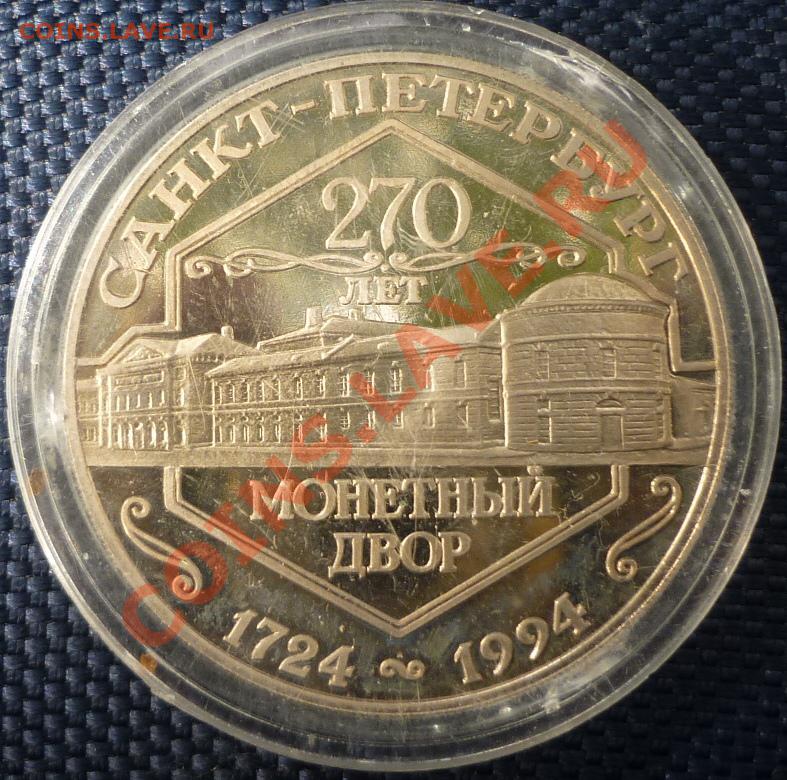 COINS.LAVE.RU
САНКТ-ПЕТЕРБУРГ
270
ЛЕТ
МОНЕТНЫЙ
ДВОР
1724 ~ 1994
COINS.LAVE.RU